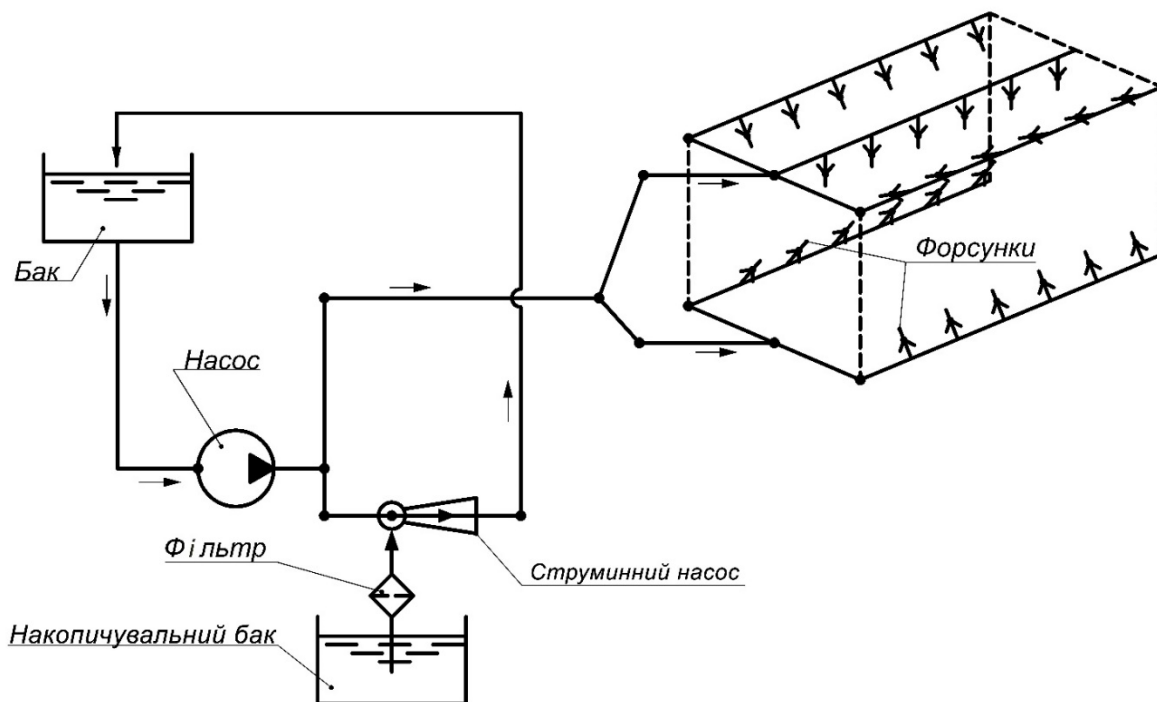 Бак
Форсунки
Насос
Фільтр
Струминний насос
Накопичувальний бак